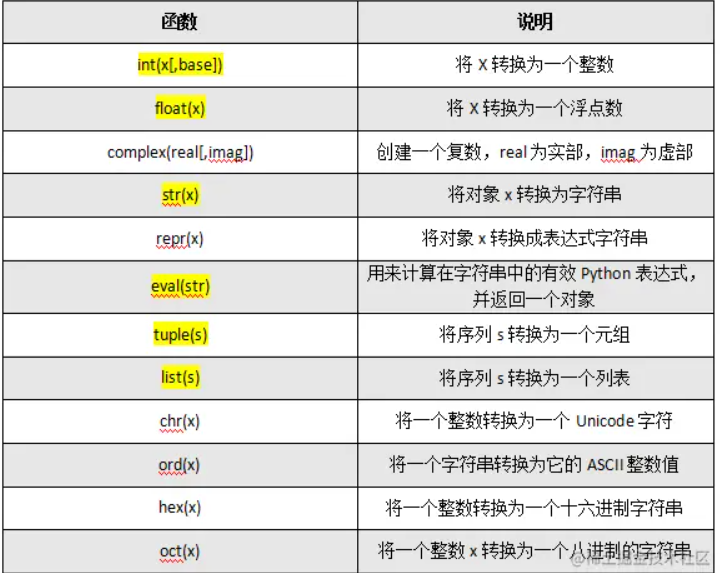 函数 说明
int(x[,base]) 将 X 转换为一个整数
float(x) 将 X 转换为一个浮点数
complex(real[,imag]) 创建一个复数，real 为实部，imag 为虚部
str(x) 将对象 x 转换为字符串
repr(x) 将对象 x 转换成表达式字符串
eval(str) 用来计算在字符串中的有效 Python 表达式，
并返回一个对象
tuple(s) 将序列 s 转换为一个元组
list(s) 将序列 s 转换为一个列表
chr(x) 将一个整数转换为一个 Unicode 字符
ord(x) 将一个字符串转换为它的 ASCII 整数值
hex(x) 将一个整数转换为一个十六进制字符串
oct(x) 将一个整数 x 转换为一个八进制的字符串
@稀土掘金技术社区